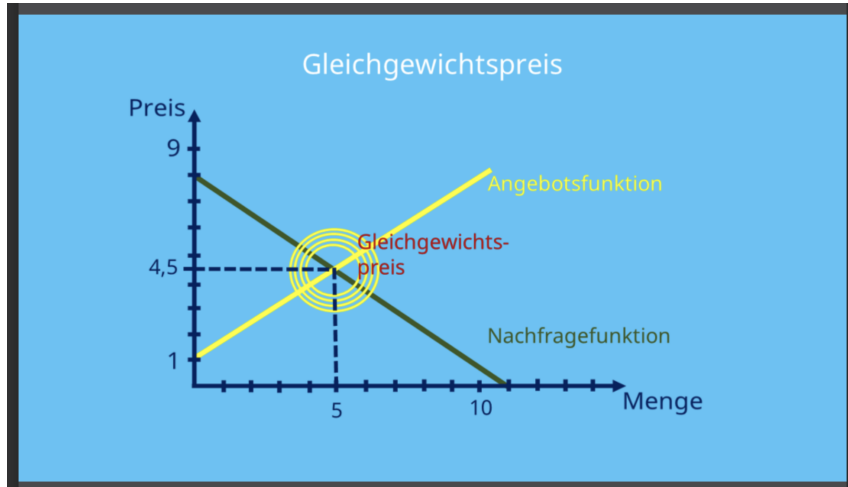 Gleichgewichtspreis
Preis
9
Angebotsfunktion
Gleichgewichts-
preis
4,5
Nachfragefunktion
1
5
10
Menge